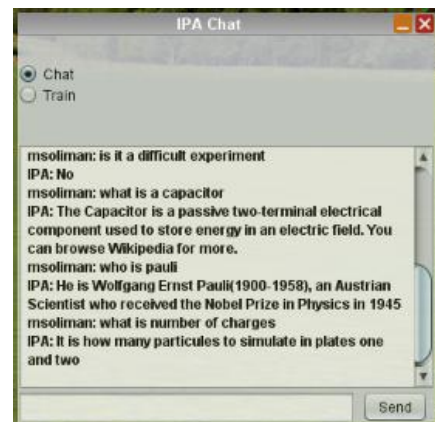 IPA Chat
Chat
Train
msoliman: is it a difficult experiment
IPA: No
msoliman: what is a capacitor
IPA: The Capacitor is a passive two-terminal electrical
component used to store energy in an electric field. You
can browse Wikipedia for more.
msoliman: who is pauli
IPA: He is Wolfgang Ernst Pauli(1900-1958), an Austrian
Scientist who received the Nobel Prize in Physics in 1945
msoliman: what is number of charges
IPA: It is how many particules to simulate in plates one
and two
Send